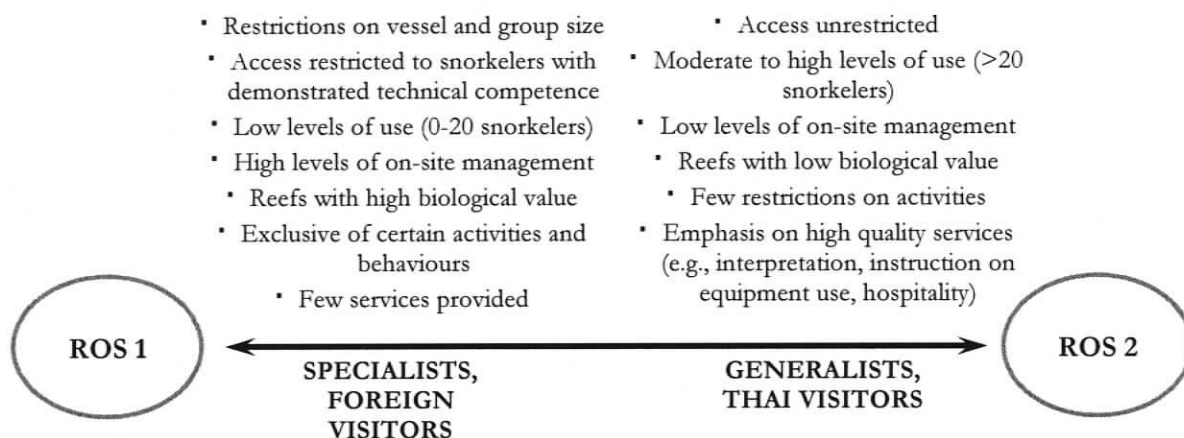 ▪ Restrictions on vessel and group size
▪ Access restricted to snorkelers with
demonstrated technical competence
▪ Low levels of use (0-20 snorkelers)
▪ High levels of on-site management
▪ Reefs with high biological value
▪ Exclusive of certain activities and
behaviours
▪ Few services provided
▪ Access unrestricted
▪ Moderate to high levels of use (>20
snorkelers)
▪ Low levels of on-site management
▪ Reefs with low biological value
▪ Few restrictions on activities
▪ Emphasis on high quality services
(e.g., interpretation, instruction on
equipment use, hospitality)
ROS 1
SPECIALISTS,
FOREIGN
VISITORS
GENERALISTS,
THAI VISITORS
ROS 2